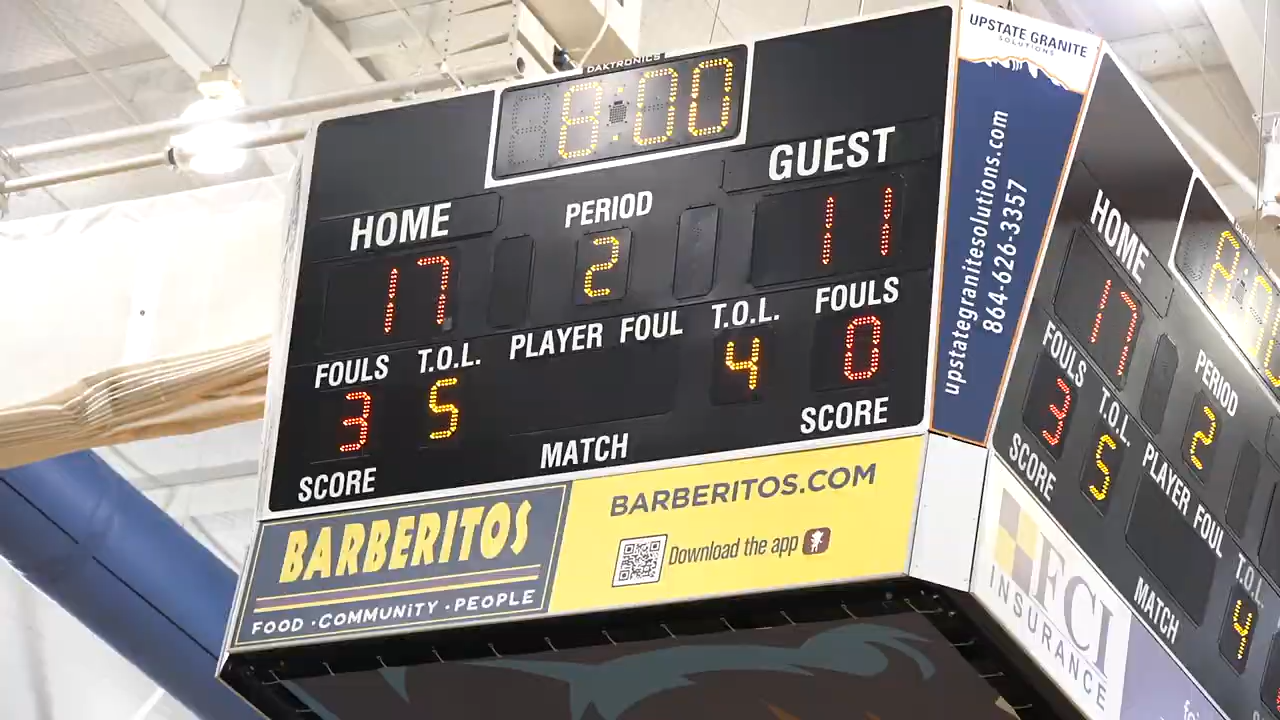 DAKTRONICS
8:00
HOME
PERIOD
GUEST
17
2
11
FOULS T.O.L. PLAYER FOUL T.O.L. FOULS
3
5
4
0
SCORE
MATCH
SCORE
BARBERITOS
FOOD · COMMUNITY · PEOPLE
BARBERITOS.COM
Download the app
UPSTATE GRANITE
SOLUTIONS
upstategranitesolutions.com
864-626-3357
HOME
17
PERIOD
2
FOULS
T.O.L.
PLAYER FOUL
T.O.L.
3
5
4
SCORE
MATCH
FCI
INSURANCE